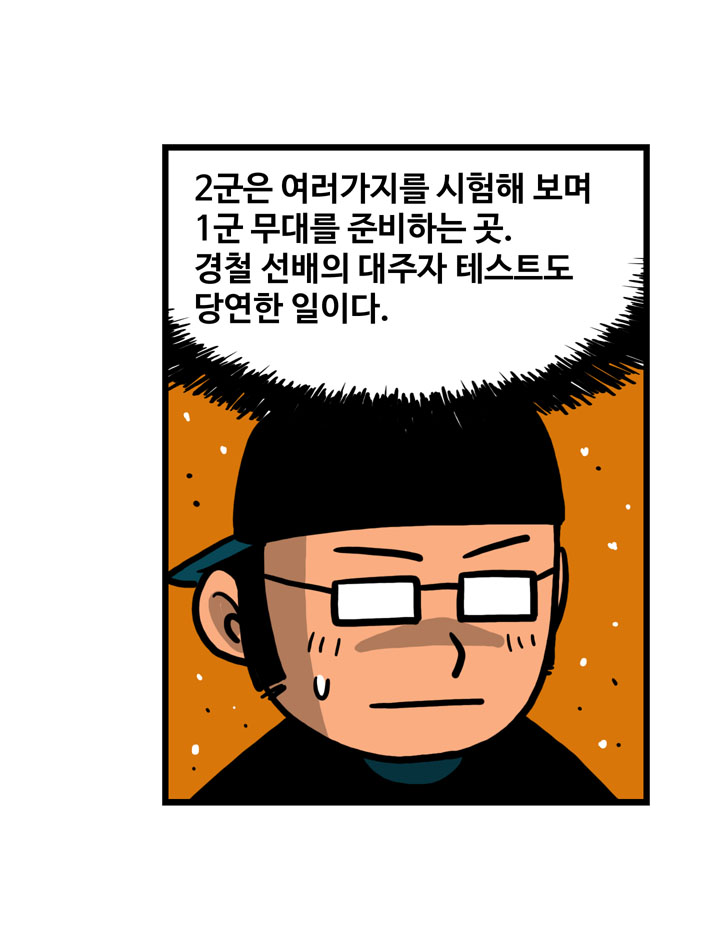 2군은 여러가지를 시험해 보며
1군 무대를 준비하는 곳.
경철 선배의 대주자 테스트도
당연한 일이다.